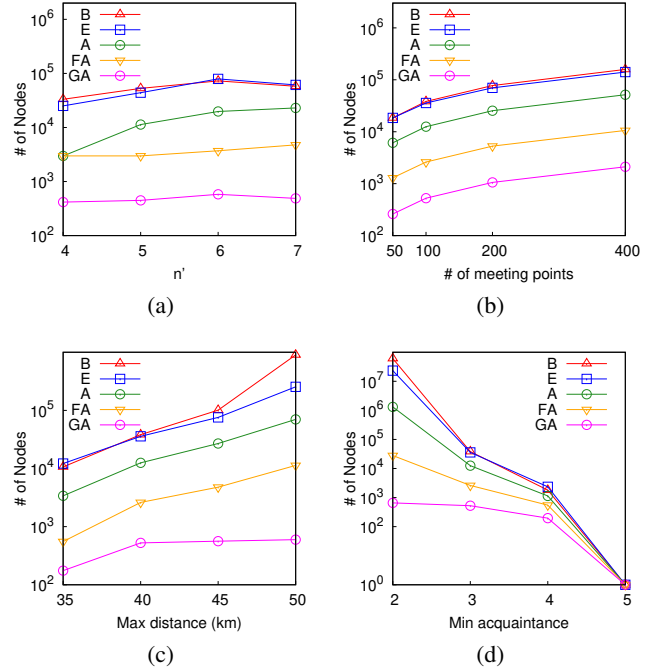 10^6
10^5
10^4
10^3
10^2
# of Nodes
B
E
A
FA
GA
4 5 6 7
n'
(a)
10^6
10^5
10^4
10^3
10^2
# of Nodes
B
E
A
FA
GA
50 100 200 400
# of meeting points
(b)
10^5
10^4
10^3
10^2
# of Nodes
B
E
A
FA
GA
35 40 45 50
Max distance (km)
(c)
10^7
10^6
10^5
10^4
10^3
10^2
10^0
# of Nodes
B
E
A
FA
GA
2 3 4 5
Min acquaintance
(d)